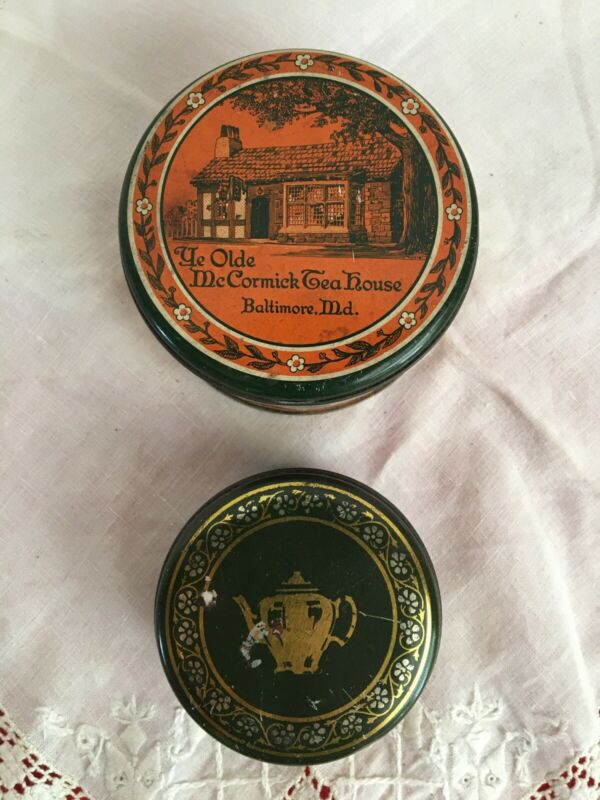 Ye Olde
McCormick Tea House
Baltimore, Md.